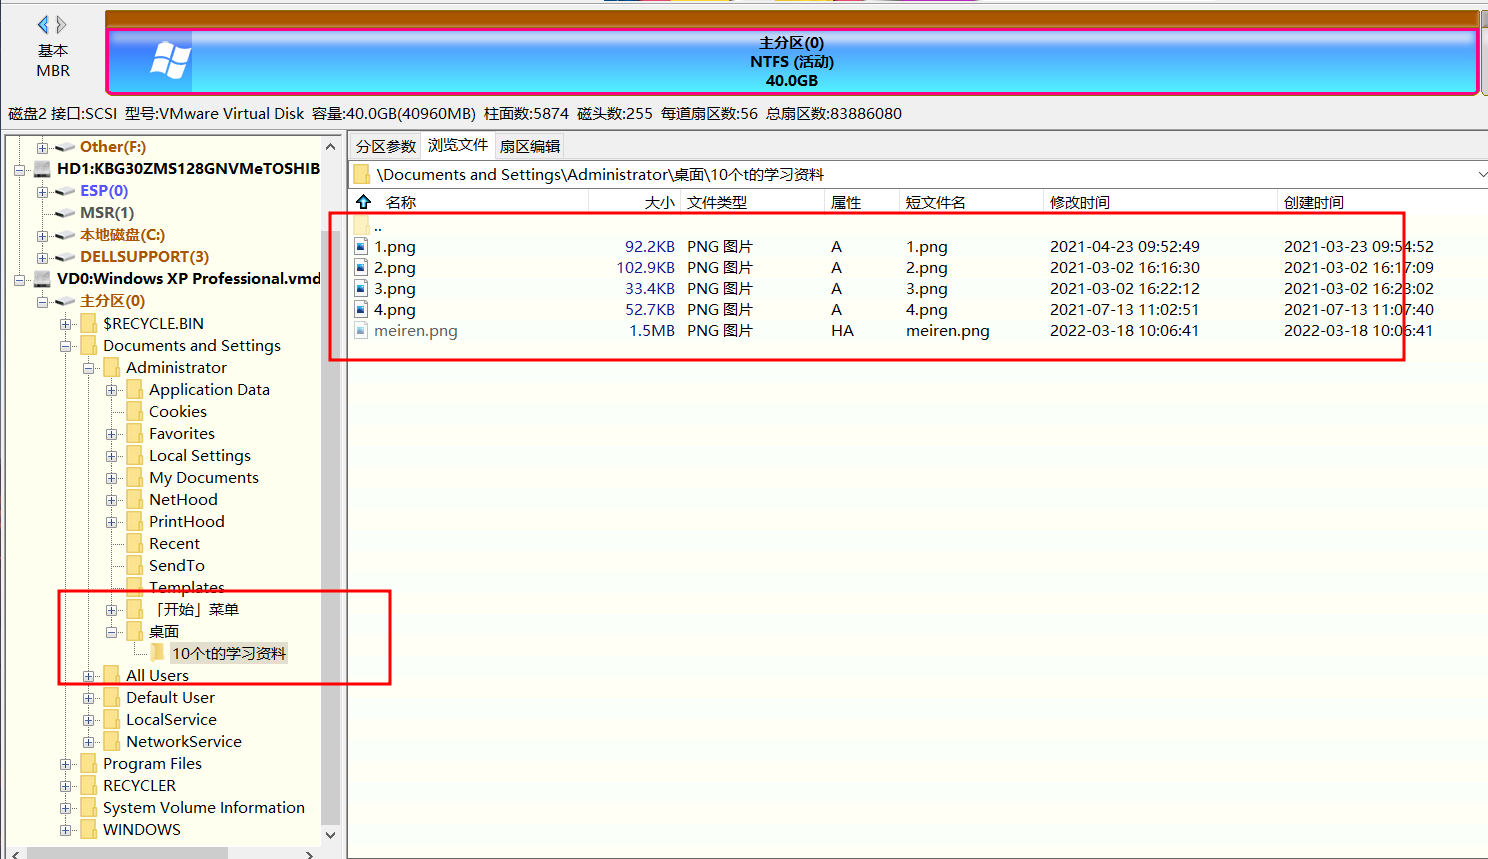 基本
MBR
主分区(0)
NTFS (活动)
40.0GB
磁盘2 接口:SCSI 型号:VMware Virtual Disk 容量:40.0GB(40960MB) 柱面数:5874 磁头数:255 每道扇区数:56 总扇区数:83886080
Other(F:)
HD1:KBG30ZMS128GNVMeTOSHIB
ESP(0)
MSR(1)
本地磁盘(C:)
DELLSUPPORT(3)
VD0:Windows XP Professional.vmd
主分区(0)
$RECYCLE.BIN
Documents and Settings
Administrator
Application Data
Cookies
Favorites
Local Settings
My Documents
NetHood
PrintHood
Recent
SendTo
Templates
「开始」菜单
桌面
10个t的学习资料
All Users
Default User
LocalService
NetworkService
Program Files
RECYCLER
System Volume Information
WINDOWS
分区参数 浏览文件 扇区编辑
\Documents and Settings\Administrator\桌面\10个t的学习资料
名称 大小 文件类型 属性 短文件名 修改时间 创建时间
..
1.png 92.2KB PNG 图片 A 1.png 2021-04-23 09:52:49 2021-03-23 09:54:52
2.png 102.9KB PNG 图片 A 2.png 2021-03-02 16:16:30 2021-03-02 16:17:09
3.png 33.4KB PNG 图片 A 3.png 2021-03-02 16:22:12 2021-03-02 16:23:02
4.png 52.7KB PNG 图片 A 4.png 2021-07-13 11:02:51 2021-07-13 11:07:40
meiren.png 1.5MB PNG 图片 HA meiren.png 2022-03-18 10:06:41 2022-03-18 10:06:41